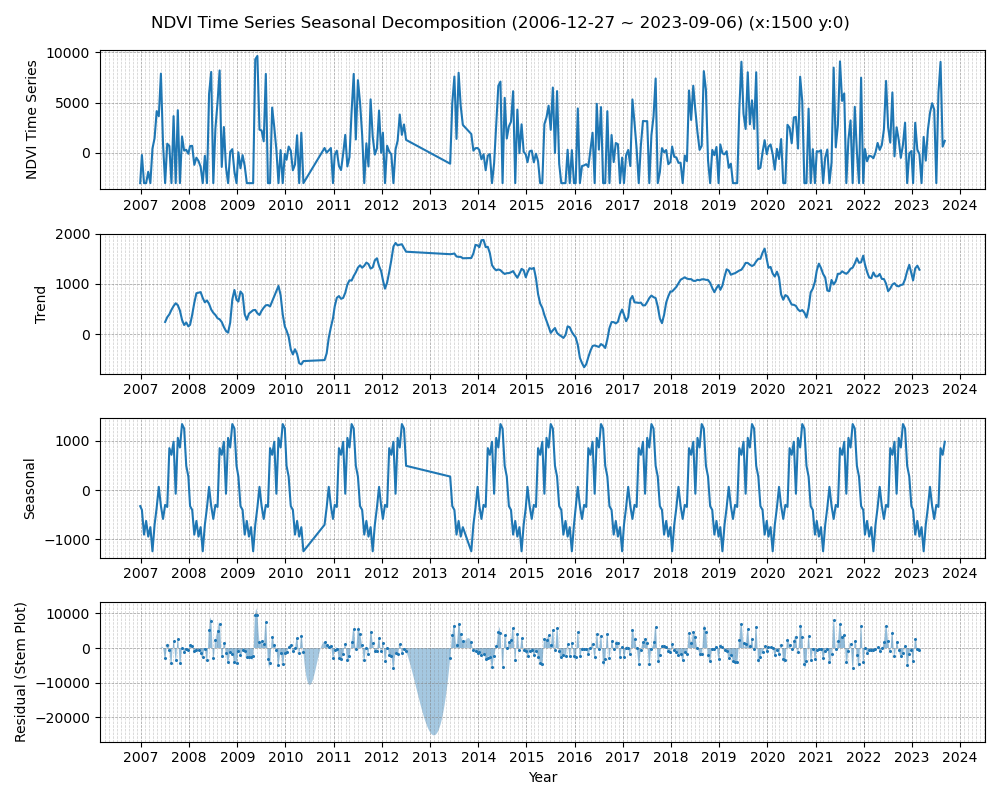 NDVI Time Series Seasonal Decomposition (2006-12-27 ~ 2023-09-06) (x:1500 y:0)
NDVI Time Series
10000
5000
0
2007 2008 2009 2010 2011 2012 2013 2014 2015 2016 2017 2018 2019 2020 2021 2022 2023 2024
Trend
2000
1000
0
2007 2008 2009 2010 2011 2012 2013 2014 2015 2016 2017 2018 2019 2020 2021 2022 2023 2024
Seasonal
1000
0
−1000
2007 2008 2009 2010 2011 2012 2013 2014 2015 2016 2017 2018 2019 2020 2021 2022 2023 2024
Residual (Stem Plot)
10000
0
−10000
−20000
2007 2008 2009 2010 2011 2012 2013 2014 2015 2016 2017 2018 2019 2020 2021 2022 2023 2024
Year